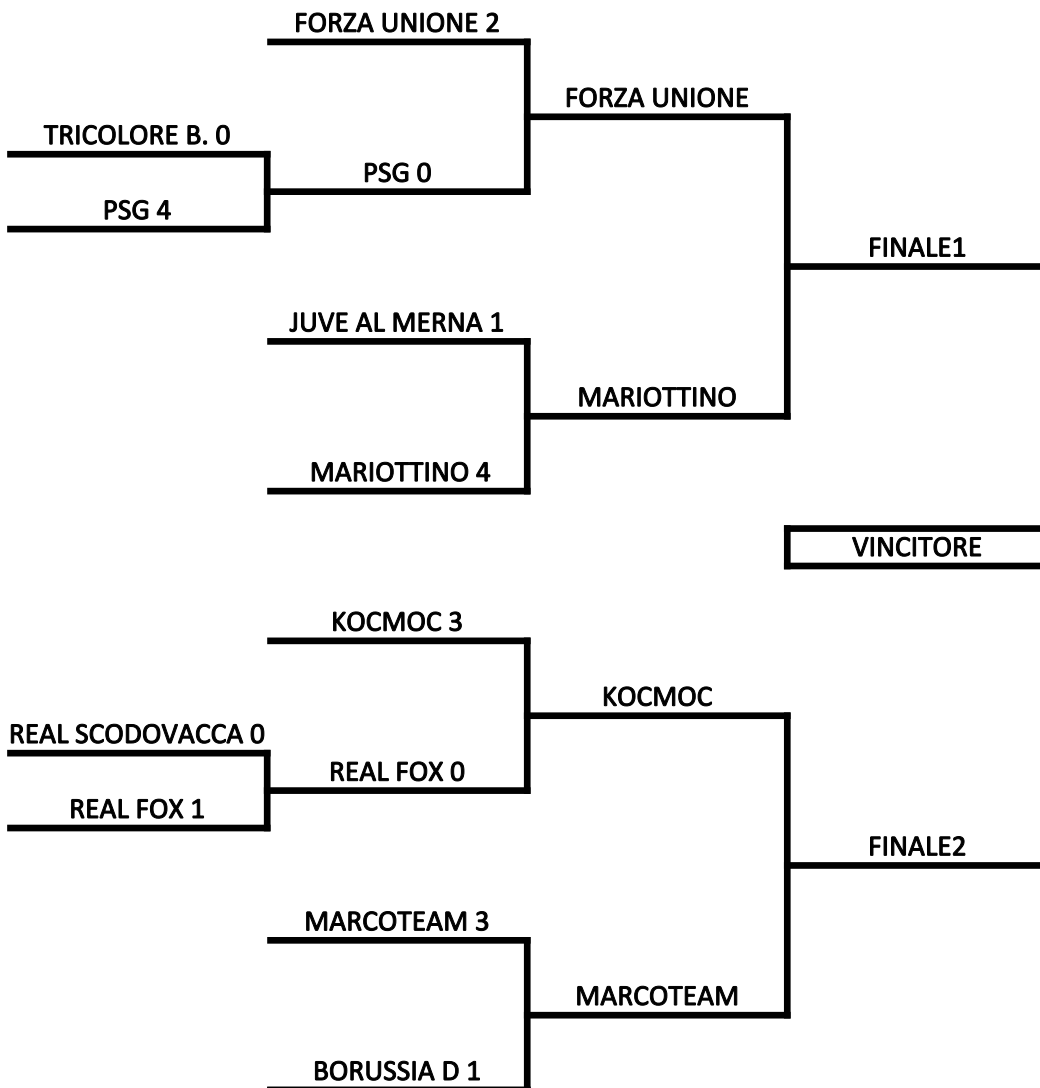 FORZA UNIONE 2
FORZA UNIONE
TRICOLORE B. 0
PSG 0
PSG 4
FINALE1
JUVE AL MERNA 1
MARIOTTINO
MARIOTTINO 4
VINCITORE
KOCMOC 3
KOCMOC
REAL SCODOVACCA 0
REAL FOX 0
REAL FOX 1
FINALE2
MARCOTEAM 3
MARCOTEAM
BORUSSIA D 1